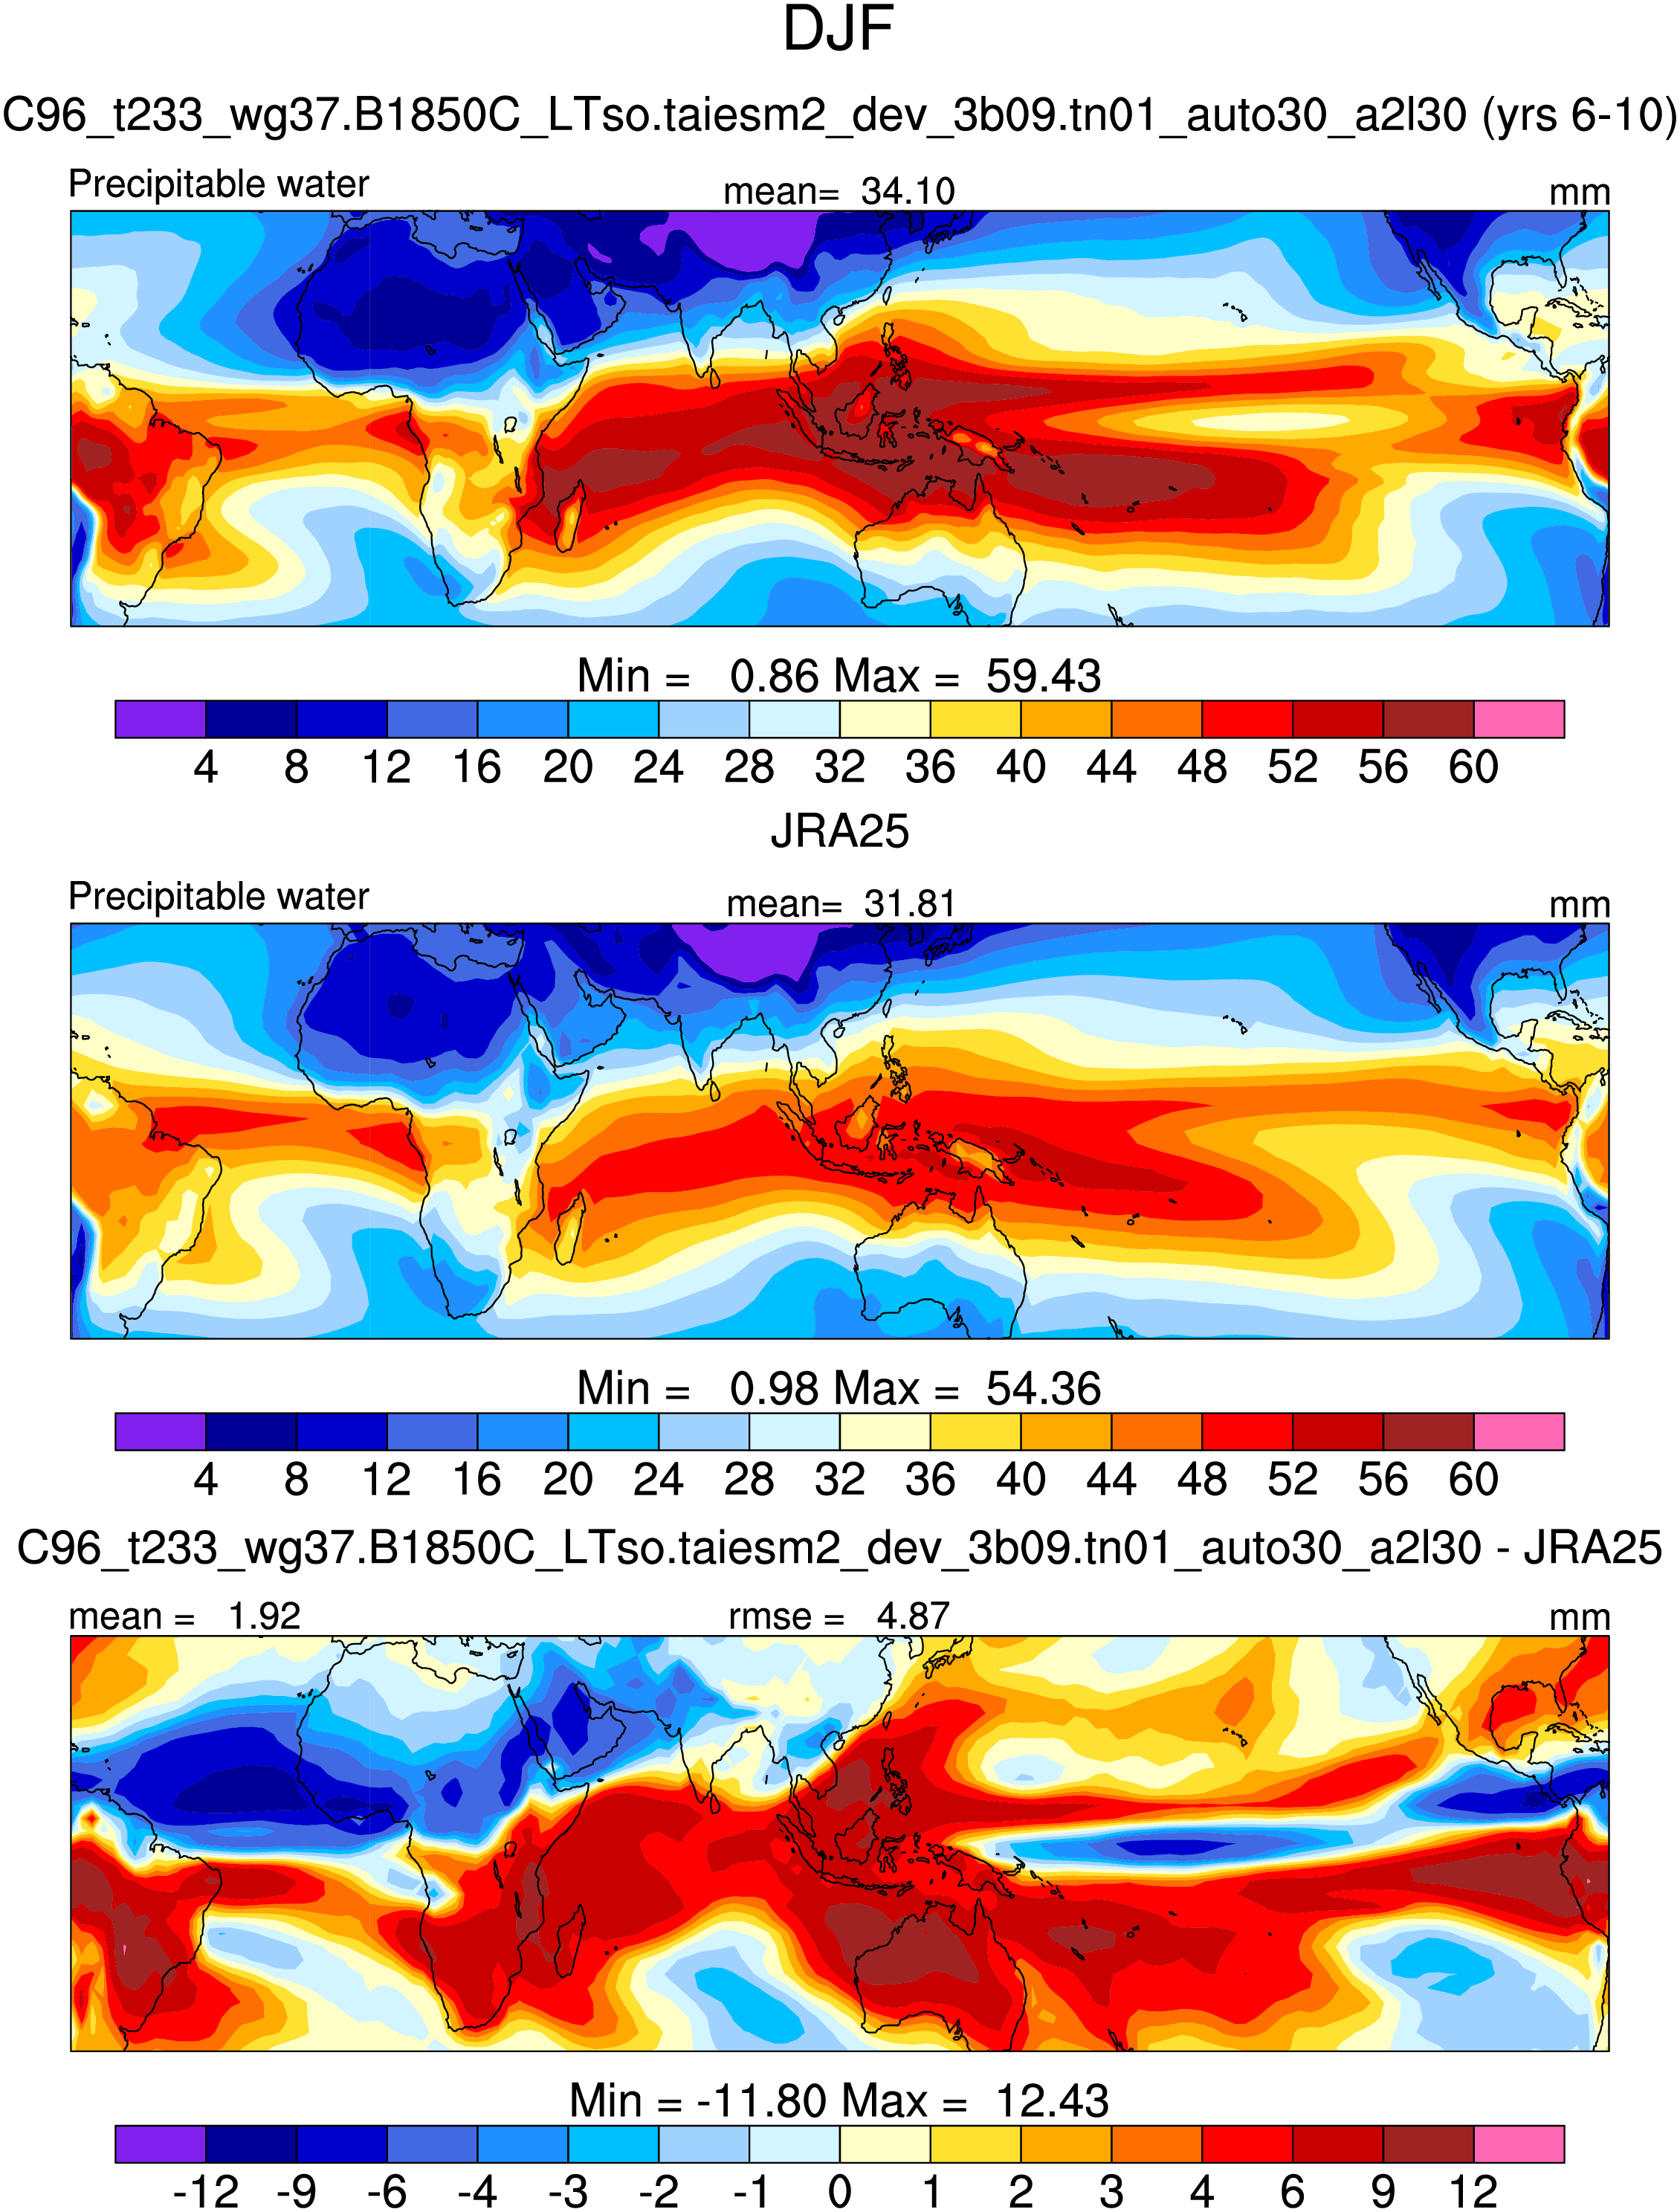 DJF
C96_t233_wg37.B1850C_LTso.taiesm2_dev_3b09.tn01_auto30_a2l30 (yrs 6-10)
Precipitable water mean= 34.10 mm
Min = 0.86 Max = 59.43
4 8 12 16 20 24 28 32 36 40 44 48 52 56 60
JRA25
Precipitable water mean= 31.81 mm
Min = 0.98 Max = 54.36
4 8 12 16 20 24 28 32 36 40 44 48 52 56 60
C96_t233_wg37.B1850C_LTso.taiesm2_dev_3b09.tn01_auto30_a2l30 - JRA25
mean = 1.92 rmse = 4.87 mm
Min = -11.80 Max = 12.43
-12 -9 -6 -4 -3 -2 -1 0 1 2 3 4 6 9 12